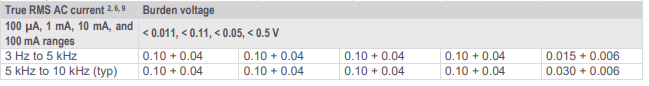 True RMS AC current 2, 6, 9 Burden voltage
100 µA, 1 mA, 10 mA, and
100 mA ranges < 0.011, < 0.11, < 0.05, < 0.5 V
3 Hz to 5 kHz 0.10 + 0.04 0.10 + 0.04 0.10 + 0.04 0.10 + 0.04 0.015 + 0.006
5 kHz to 10 kHz (typ) 0.10 + 0.04 0.10 + 0.04 0.10 + 0.04 0.10 + 0.04 0.030 + 0.006